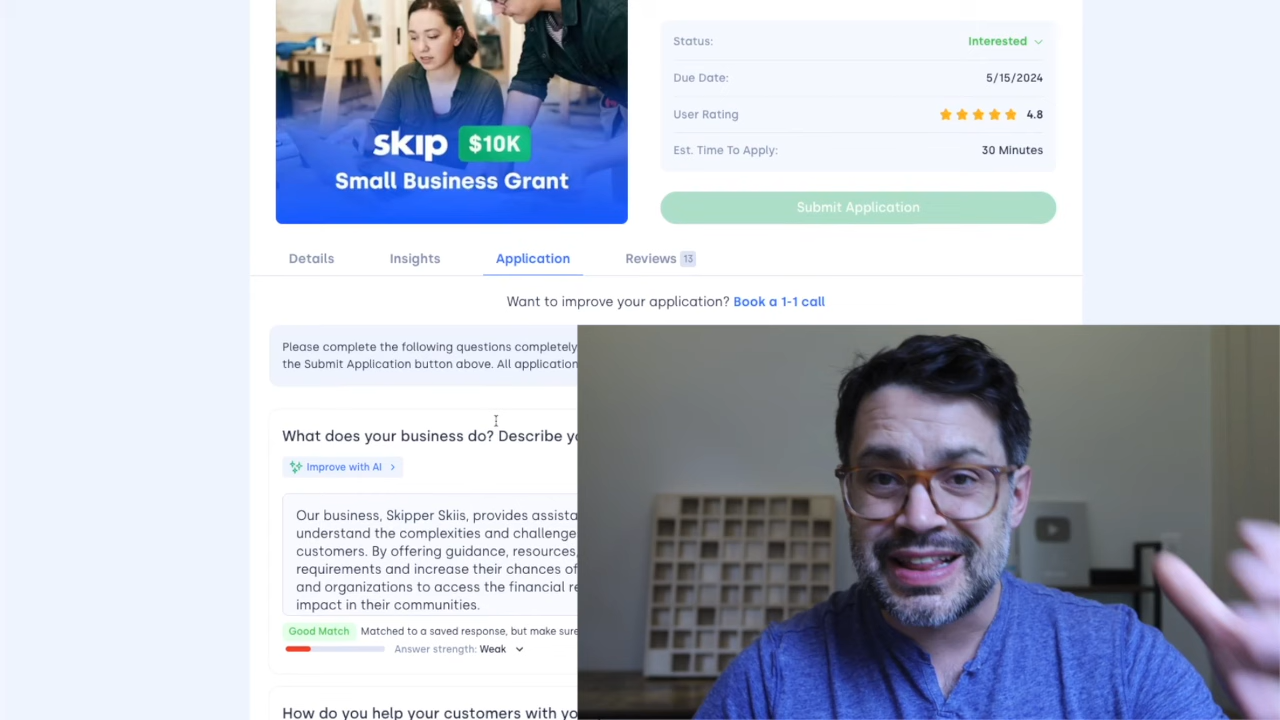 Status:
Interested
Due Date:
5/15/2024
User Rating
4.8
Est. Time To Apply:
30 Minutes
skip $10K
Small Business Grant
Submit Application
Details
Insights
Application
Reviews 13
Want to improve your application? Book a 1-1 call
Please complete the following questions completely
the Submit Application button above. All application
What does your business do? Describe
Improve with AI
Our business, Skipper Skiis, provides
understand the complexities and
customers. By offering guidance, resources,
requirements and increase their chances of
and organizations to access the financial
impact in their communities.
Good Match
Matched to a saved response, but make sure
Answer strength: Weak
How do you help your customers with